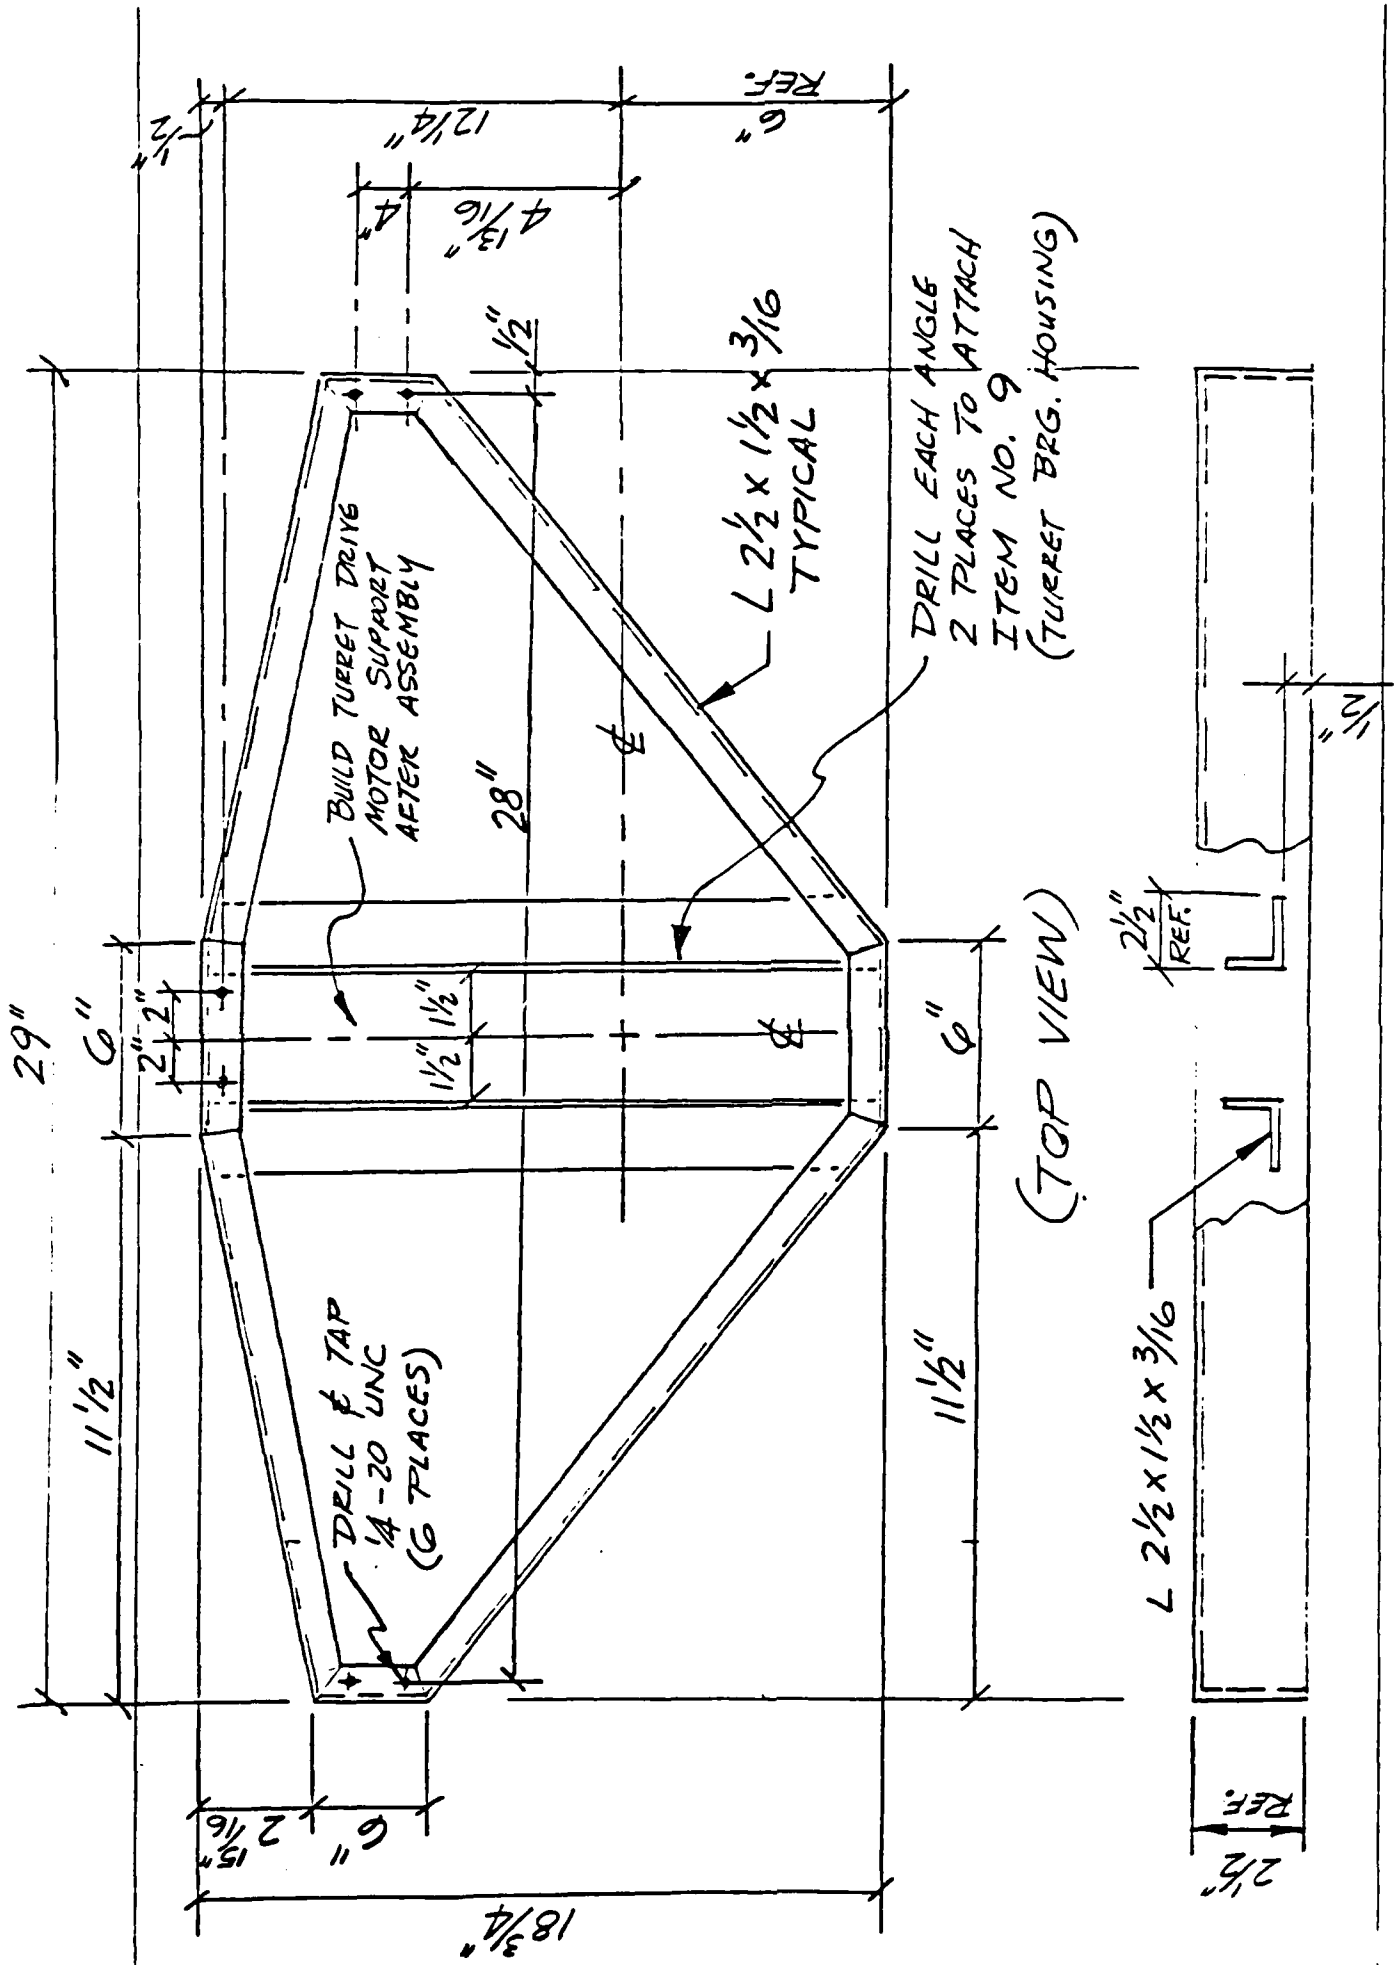 29"
6"
2"
2"
11 1/2"
1/2"
12 1/4"
6"
REF.
4"
4 13/16"
1/2"
BUILD TURRET DRIVE
MOTOR SUPPORT
AFTER ASSEMBLY
28"
1 1/2"
1 1/2"
℄
℄
L 2 1/2 x 1 1/2 x 3/16
TYPICAL
DRILL EACH ANGLE
2 PLACES TO ATTACH
ITEM NO. 9
(TURRET BRG. HOUSING)
DRILL & TAP
1/4-20 UNC
(6 PLACES)
2 15/16"
6"
18 3/4"
11 1/2"
6"
(TOP VIEW)
2 1/2"
REF.
L 2 1/2 x 1 1/2 x 3/16
1/2"
2 1/2"
REF.